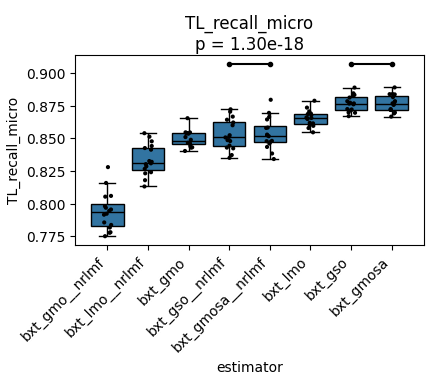 TL_recall_micro
p = 1.30e-18
0.900
0.875
0.850
0.825
0.800
0.775
TL_recall_micro
bxt_gmo__nrlmf
bxt_lmo__nrlmf
bxt_gmo
bxt_gso__nrlmf
bxt_gmosa__nrlmf
bxt_lmo
bxt_gso
bxt_gmosa
estimator